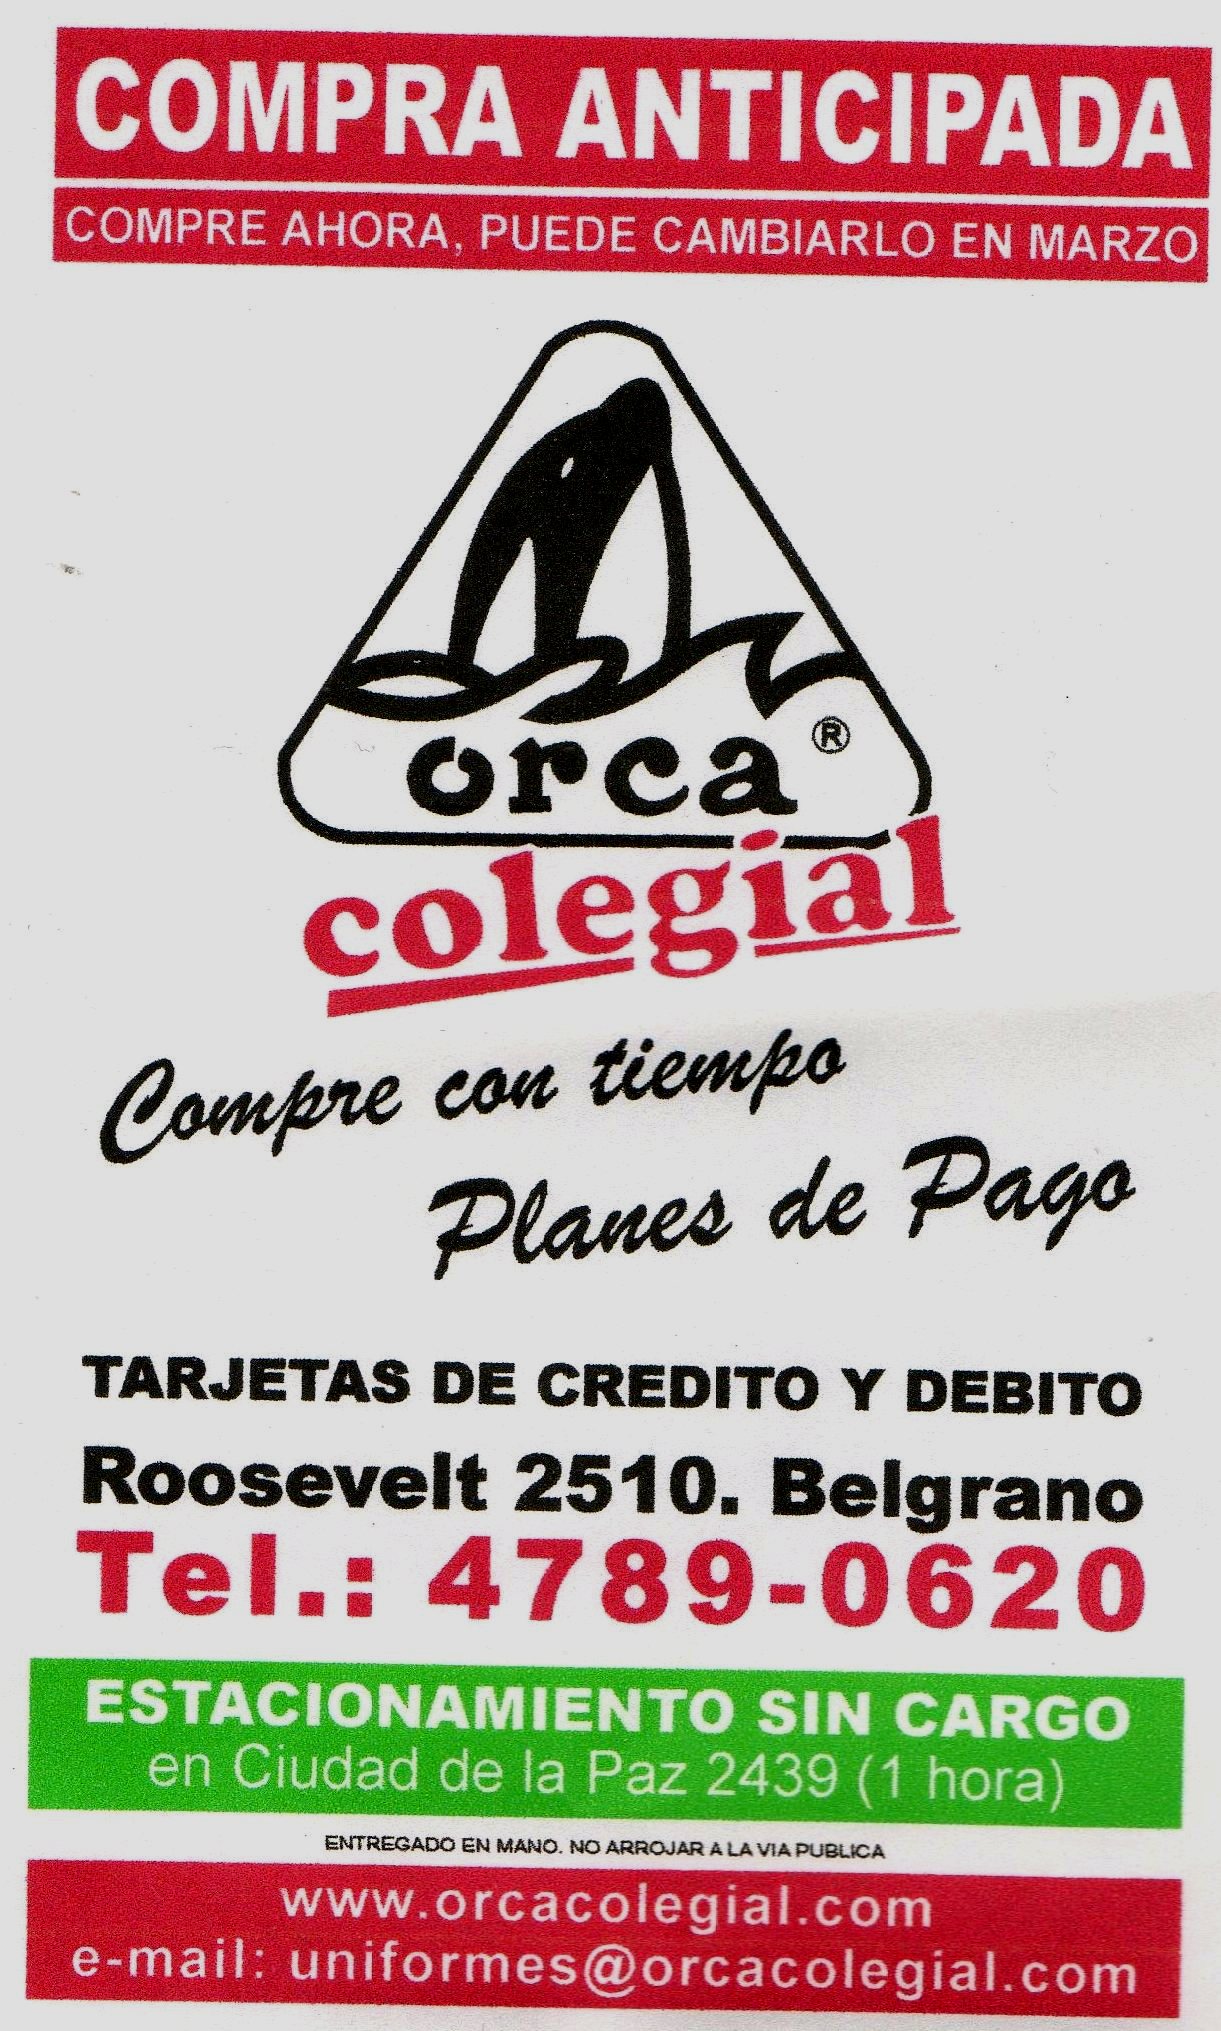 COMPRA ANTICIPADA
COMPRE AHORA, PUEDE CAMBIARLO EN MARZO
orca ®
colegial
Compre con tiempo
Planes de Pago
TARJETAS DE CREDITO Y DEBITO
Roosevelt 2510. Belgrano
Tel.: 4789-0620
ESTACIONAMIENTO SIN CARGO
en Ciudad de la Paz 2439 (1 hora)
ENTREGADO EN MANO. NO ARROJAR A LA VIA PUBLICA
www.orcacolegial.com
e-mail: uniformes@orcacolegial.com